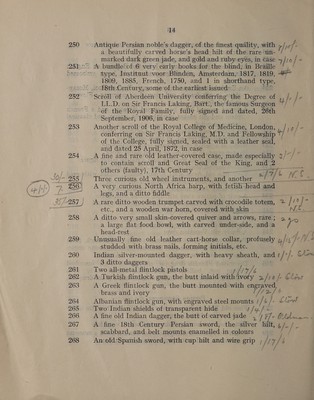 44
250 Antique Persian noble's dagger, of the finest quality, with
a beautifully carved horse's head hilt of the rare un-
marked dark green jade, and gold and ruby eyes, in case
251 A bundle of 6 very early books for the blind, in Braille
type, Institut voor Blinden, Amsterdam, 1817, 1819,
1809, 1885, French, 1750, and 1 in shorthand type,
18th Century, some of the earliest issued
252 Scroll of Aberdeen University conferring the Degree of
LL.D. on Sir Francis Laking, Bart., the famous Surgeon
of the Royal Family, fully signed and dated, 26th
September, 1906, in case
253 Another scroll of the Royal College of Medicine, London,
conferring on Sir Francis Laking, M.D. and Fellowship
of the College, fully signed, sealed with a leather seal,
and dated 25 April, 1872, in case
254 A fine and rare old leather-covered case, made especially
to contain scroll and Great Seal of the King, and 2
others (faulty), 17th Century
255 Three curious old wheel instruments, and another
256 A very curious North Africa harp, with fetish head and
legs, and a ditto fiddle
257 A rare ditto wooden trumpet carved with crocodile totem,
etc., and a wooden war horn, covered with skin
258 A ditto very small skin-covered quiver and arrows, rare;
a large flat food bowl, with carved under-side, and a
head-rest
259 Unusually fine old leather cart-horse collar, profusely
studded with brass nails, forming initials, etc.
260 Indian silver-mounted dagger, with heavy sheath, and
3 ditto daggers
261 Two all-metal flintlock pistols
262 A Turkish flintlock gun, the butt inlaid with ivory
263 A Greek flintlock gun, the butt mounted with engraved
brass and ivory
264 Albanian flintlock gun, with engraved steel mounts
265 Two Indian shields of transparent hide
266 A fine old Indian dagger, the butt of carved jade
267 A fine 18th Century Persian sword, the silver hilt,
scabbard, and belt mounts enamelled in colours
268 An old Spanish sword, with cup hilt and wire grip